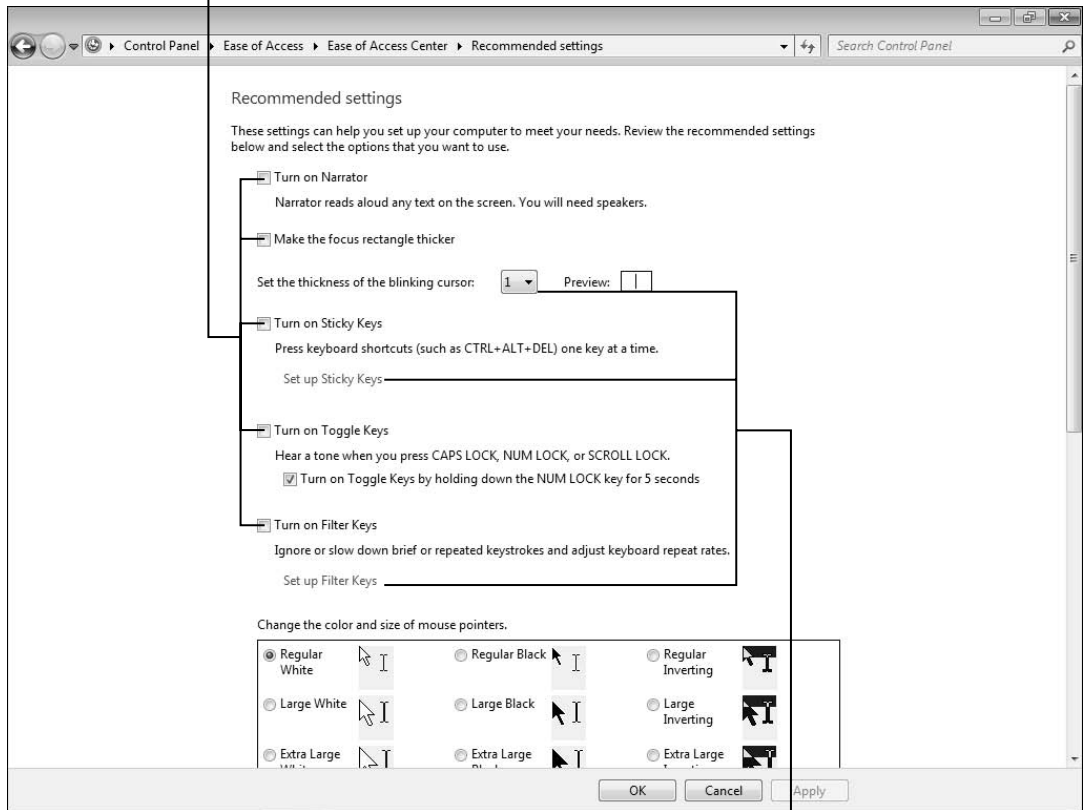 Control Panel Ease of Access Ease of Access Center Recommended settings
Search Control Panel
Recommended settings
These settings can help you set up your computer to meet your needs. Review the recommended settings
below and select the options that you want to use.
Turn on Narrator
Narrator reads aloud any text on the screen. You will need speakers.
Make the focus rectangle thicker
Set the thickness of the blinking cursor: 1 Preview:
Turn on Sticky Keys
Press keyboard shortcuts (such as CTRL+ALT+DEL) one key at a time.
Set up Sticky Keys
Turn on Toggle Keys
Hear a tone when you press CAPS LOCK, NUM LOCK, or SCROLL LOCK.
Turn on Toggle Keys by holding down the NUM LOCK key for 5 seconds
Turn on Filter Keys
Ignore or slow down brief or repeated keystrokes and adjust keyboard repeat rates.
Set up Filter Keys
Change the color and size of mouse pointers.
Regular White
Regular Black
Regular Inverting
Large White
Large Black
Large Inverting
Extra Large
Extra Large
Extra Large
OK Cancel Apply